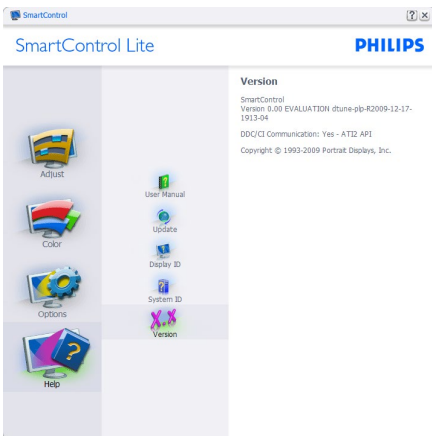 SmartControl
SmartControl Lite
PHILIPS
Adjust
Color
Options
Help
User Manual
Update
Display ID
System ID
X.X
Version
Version
SmartControl
Version 0.00 EVALUATION dtune-plp-R2009-12-17-
1913-04
DDC/CI Communication: Yes - ATI2 API
Copyright © 1993-2009 Portrait Displays, Inc.